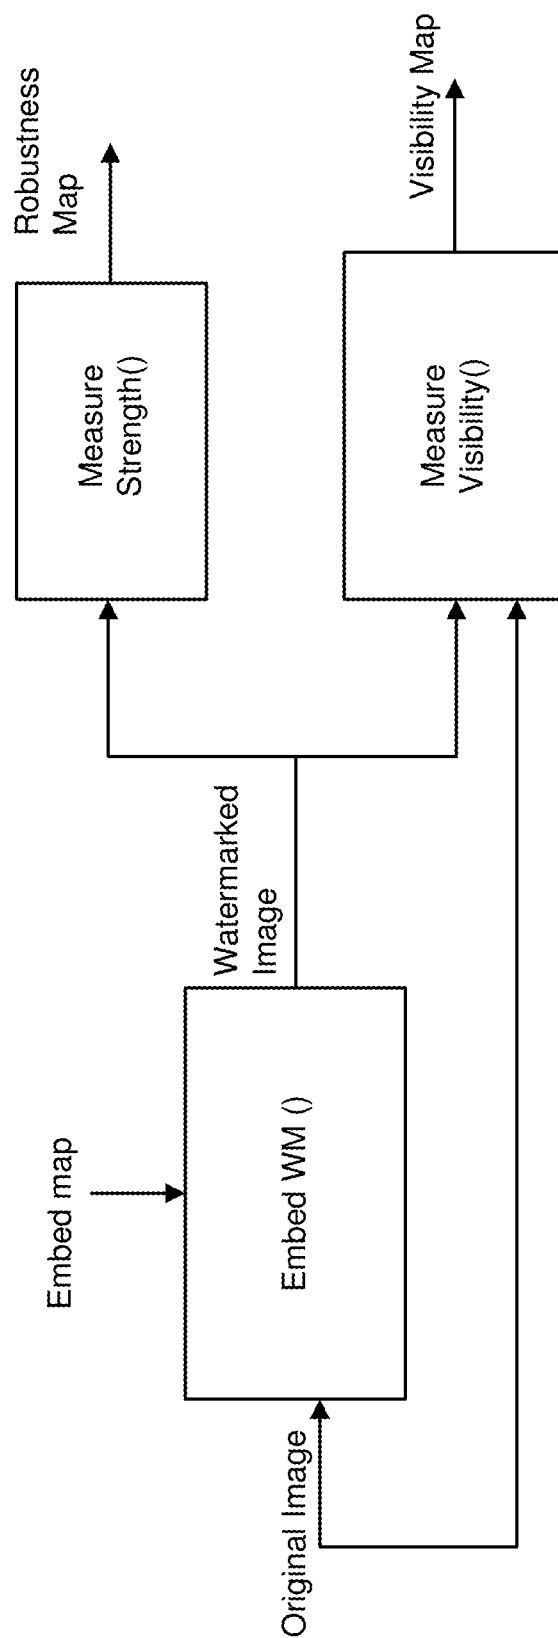 Original Image
Embed map
Embed WM ()
Watermarked
Image
Measure
Strength()
Robustness
Map
Measure
Visibility()
Visibility Map